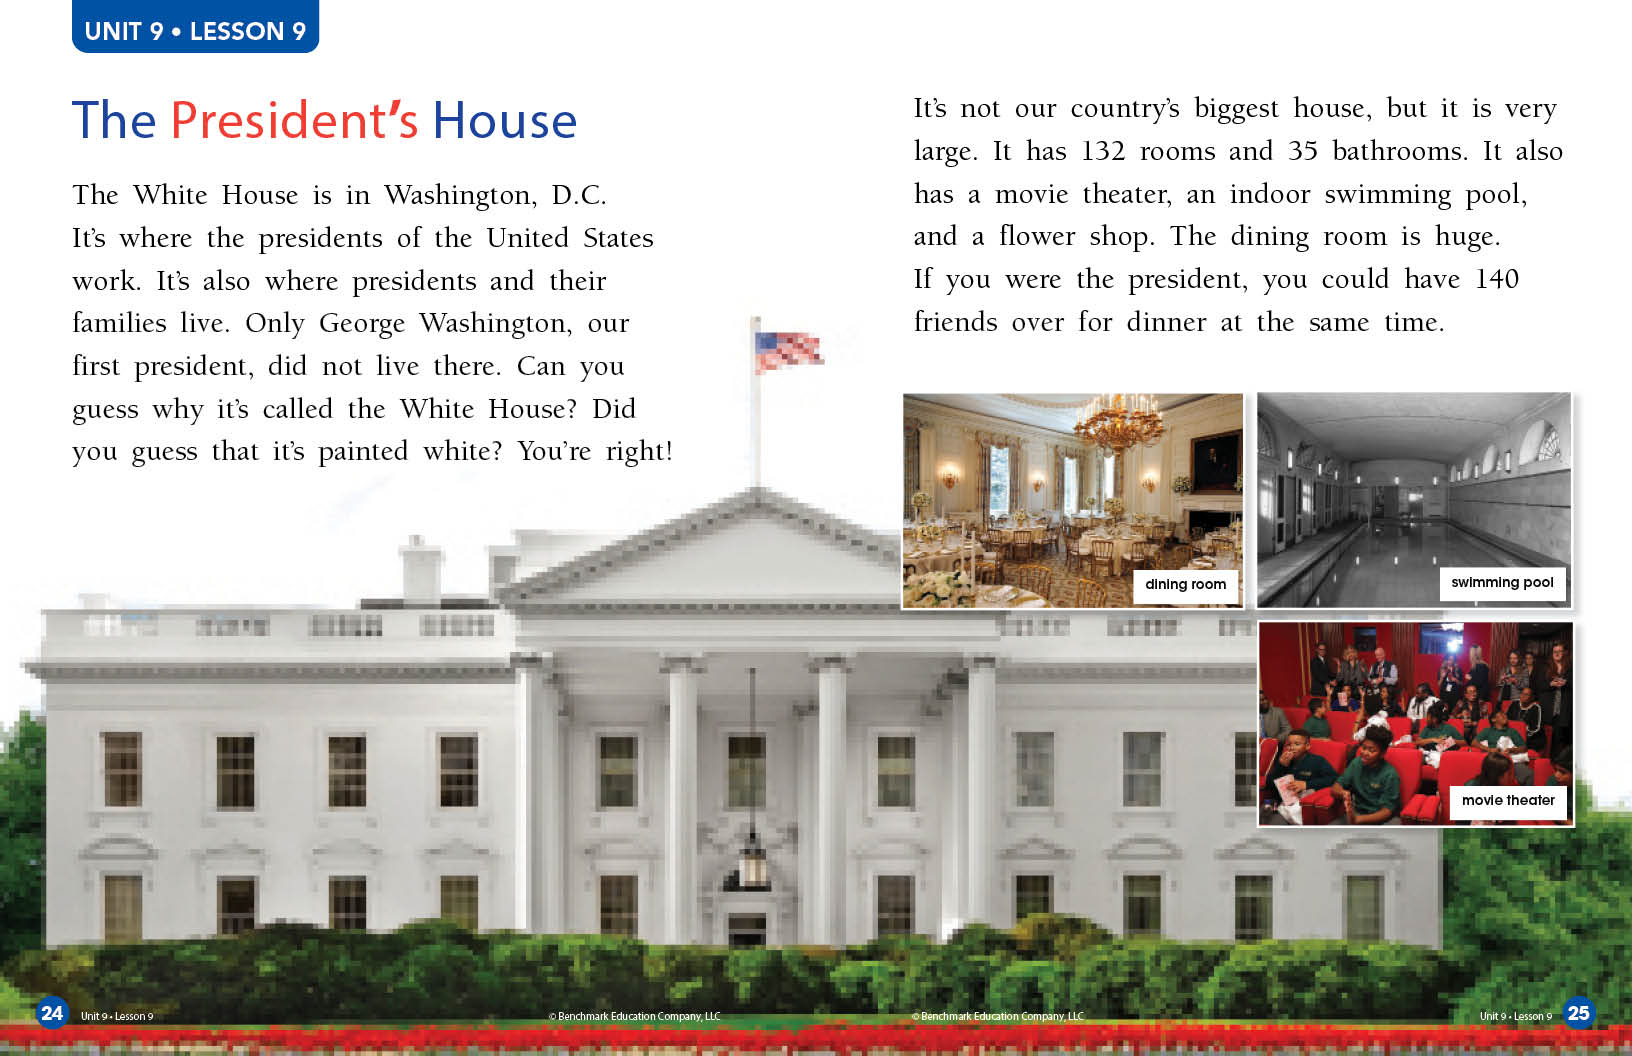 UNIT 9 • LESSON 9
The President's House
The White House is in Washington, D.C.
It's where the presidents of the United States
work. It's also where presidents and their
families live. Only George Washington, our
first president, did not live there. Can you
guess why it's called the White House? Did
you guess that it's painted white? You're right!
It's not our country's biggest house, but it is very
large. It has 132 rooms and 35 bathrooms. It also
has a movie theater, an indoor swimming pool,
and a flower shop. The dining room is huge.
If you were the president, you could have 140
friends over for dinner at the same time.
dining room
swimming pool
movie theater
24
Unit 9 • Lesson 9
© Benchmark Education Company, LLC
© Benchmark Education Company, LLC
Unit 9 • Lesson 9
25